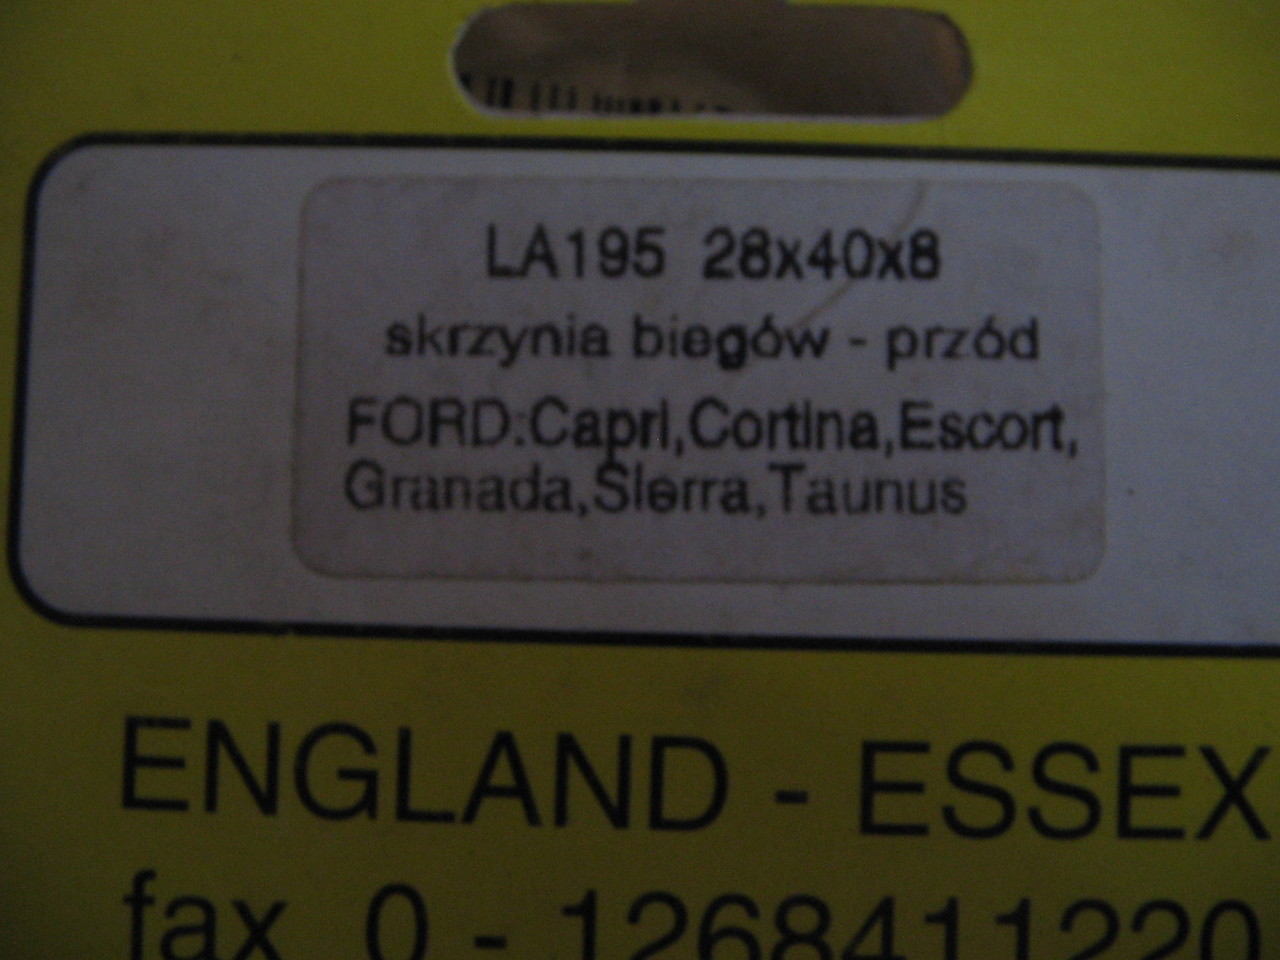 LA195 28x40x8
skrzynia biegów - przód
FORD:Capri,Cortina,Escort,
Granada,Sierra,Taunus
ENGLAND - ESSEX
fax 0 - 1268411220